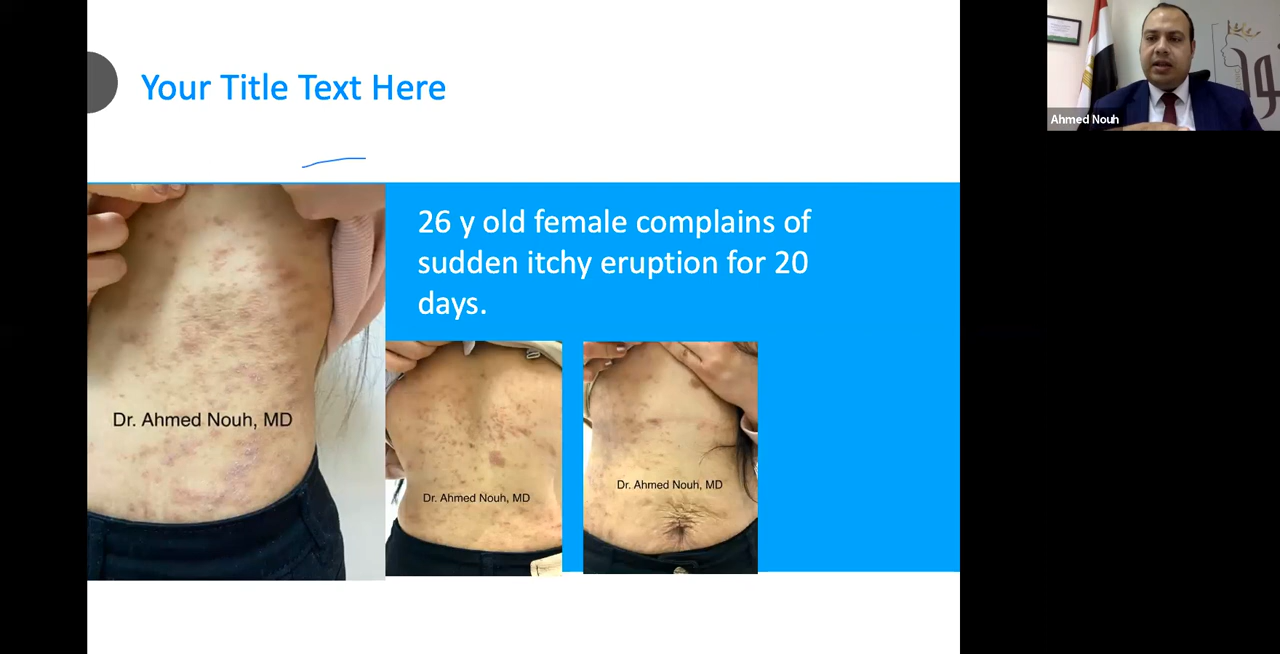 Your Title Text Here
Ahmed Nouh
26 y old female complains of
sudden itchy eruption for 20
days.
Dr. Ahmed Nouh, MD
Dr. Ahmed Nouh, MD
Dr. Ahmed Nouh, MD